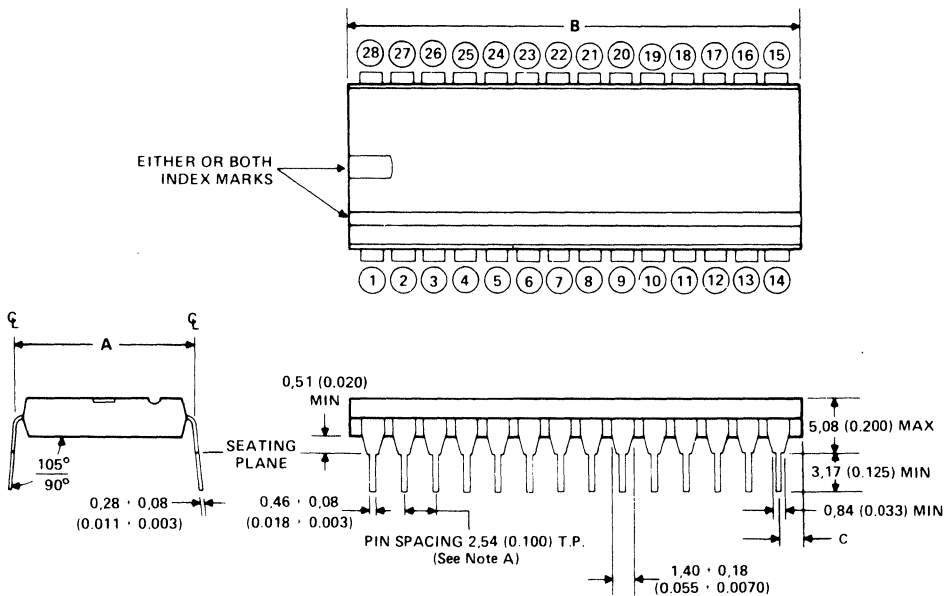 B
28 27 26 25 24 23 22 21 20 19 18 17 16 15
EITHER OR BOTH
INDEX MARKS
1 2 3 4 5 6 7 8 9 10 11 12 13 14
℄ ℄
A
0,51 (0.020)
MIN
5,08 (0.200) MAX
SEATING
PLANE
3,17 (0.125) MIN
105°
90°
0,28 ' 0,08
(0.011 ' 0.003)
0,46 ' 0,08
(0.018 ' 0.003)
0,84 (0.033) MIN
PIN SPACING 2,54 (0.100) T.P.
(See Note A)
C
1,40 ' 0,18
(0.055 ' 0.0070)